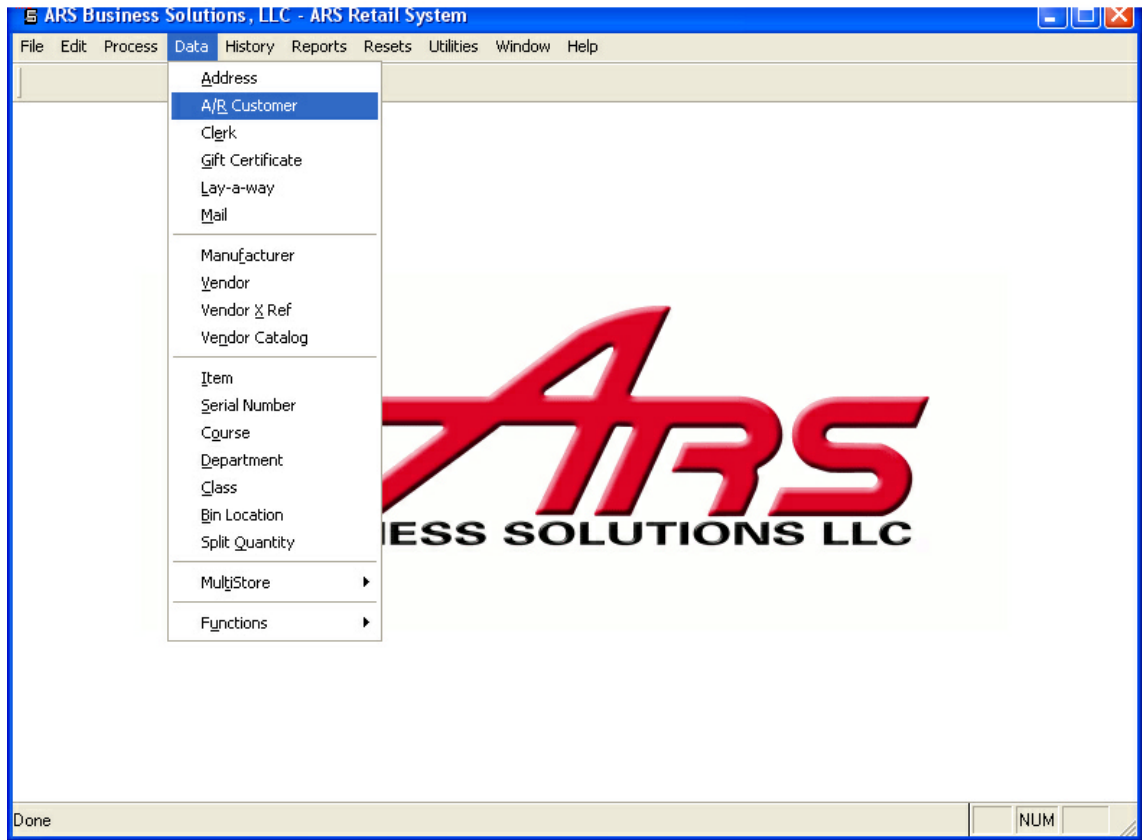 ARS Business Solutions, LLC - ARS Retail System
File Edit Process Data History Reports Resets Utilities Window Help
Address
A/R Customer
Clerk
Gift Certificate
Lay-a-way
Mail
Manufacturer
Vendor
Vendor X Ref
Vendor Catalog
Item
Serial Number
Course
Department
Class
Bin Location
Split Quantity
MultiStore
Functions
ARS
ESS SOLUTIONS LLC
Done NUM